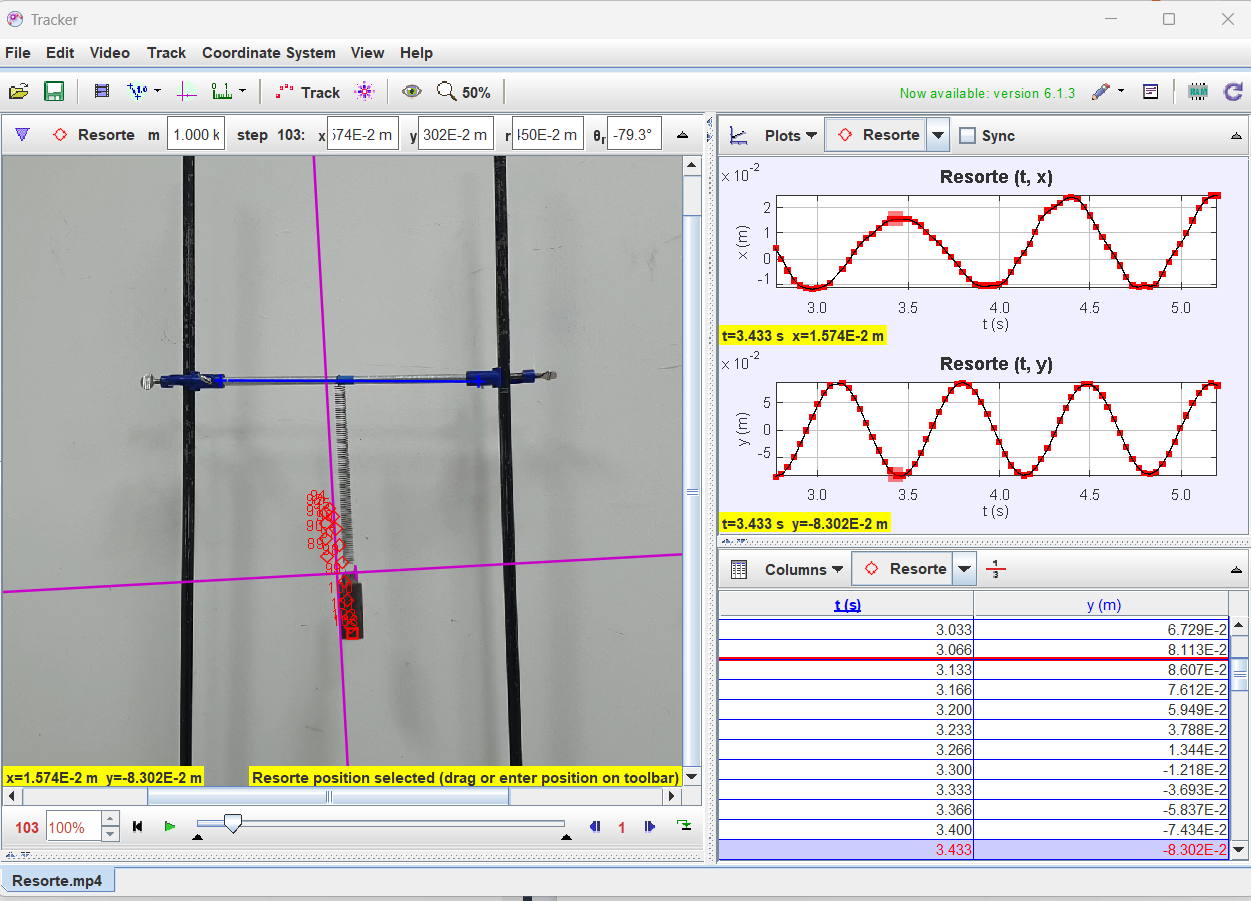 Tracker
File Edit Video Track Coordinate System View Help
Track 50% Now available: version 6.1.3
Resorte m 1.000 k step 103: x 574E-2 m y 302E-2 m r 450E-2 m θr -79.3°
Plots Resorte Sync
x 10-2
Resorte (t, x)
2
1
0
-1
x (m)
3.0 3.5 4.0 4.5 5.0
t (s)
t=3.433 s x=1.574E-2 m
x 10-2
Resorte (t, y)
5
0
-5
y (m)
3.0 3.5 4.0 4.5 5.0
t (s)
t=3.433 s y=-8.302E-2 m
Columns Resorte
t (s) y (m)
3.033 6.729E-2
3.066 8.113E-2
3.133 8.607E-2
3.166 7.612E-2
3.200 5.949E-2
3.233 3.788E-2
3.266 1.344E-2
3.300 -1.218E-2
3.333 -3.693E-2
3.366 -5.837E-2
3.400 -7.434E-2
3.433 -8.302E-2
x=1.574E-2 m y=-8.302E-2 m
Resorte position selected (drag or enter position on toolbar)
103 100% 1
Resorte.mp4